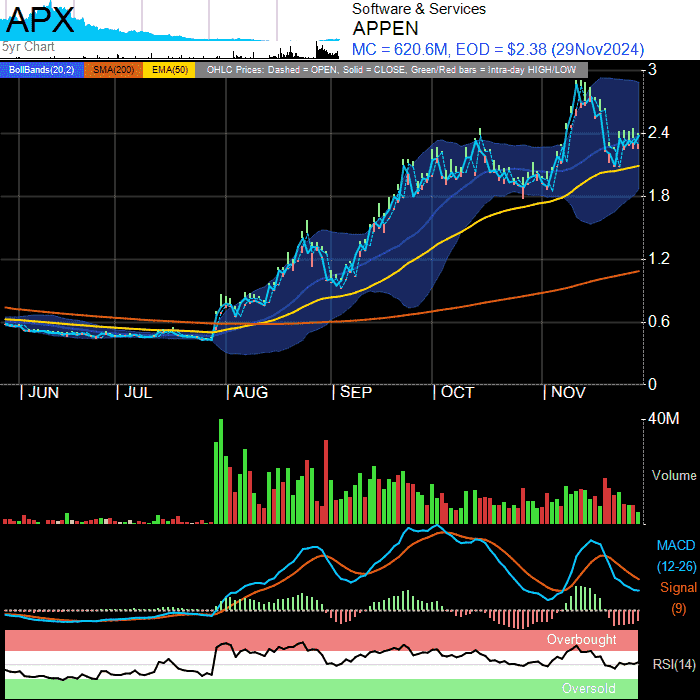 APX
5yr Chart
Software & Services
APPEN
MC = 620.6M, EOD = $2.38 (29Nov2024)
BollBands(20,2) SMA(200) EMA(50) OHLC Prices: Dashed = OPEN, Solid = CLOSE, Green/Red bars = Intra-day HIGH/LOW
3
2.4
1.8
1.2
0.6
0
| JUN | JUL | AUG | SEP | OCT | NOV
40M
Volume
MACD
(12-26)
Signal
(9)
Overbought
RSI(14)
Oversold